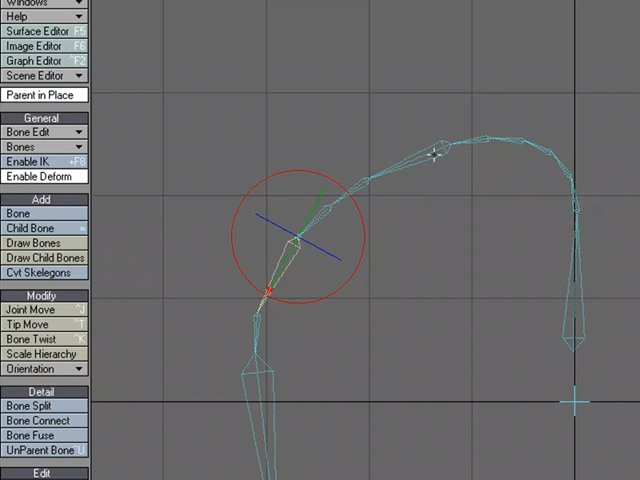 Windows
Help
Surface Editor F5
Image Editor F6
Graph Editor ^F2
Scene Editor
Parent in Place
General
Bone Edit
Bones
Enable IK +F8
Enable Deform
Add
Bone
Child Bone =
Draw Bones
Draw Child Bones
Cvt Skelegons
Modify
Joint Move ^J
Tip Move ^T
Bone Twist ^K
Scale Hierarchy
Orientation
Detail
Bone Split
Bone Connect
Bone Fuse
UnParent Bone ^U
Edit